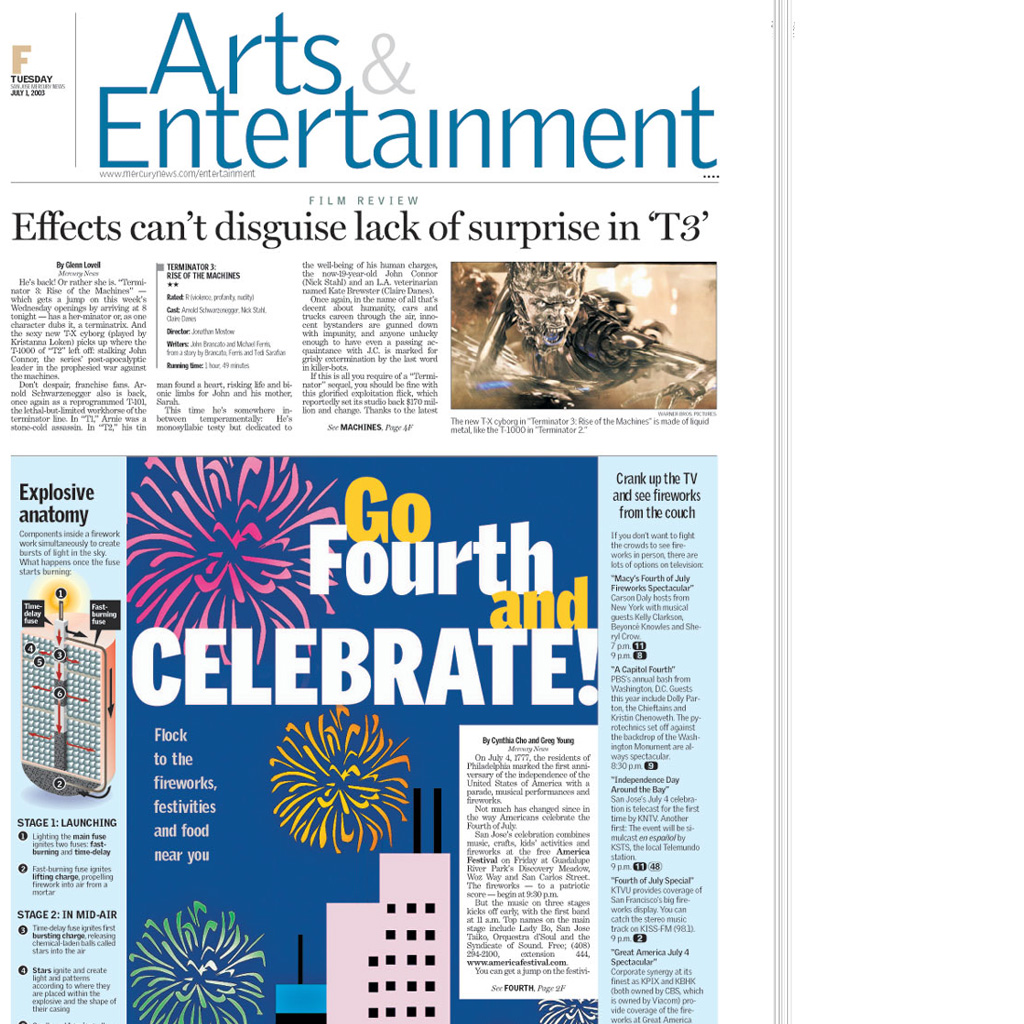 F
TUESDAY
SAN JOSE MERCURY NEWS
JULY 1, 2003
Arts &
Entertainment
www.mercurynews.com/entertainment
FILM REVIEW
Effects can't disguise lack of surprise in 'T3'
By Glenn Lovell
Mercury News
He's back! Or rather she is. "Termi-
nator 3: Rise of the Machines" —
which gets a jump on this week's
Wednesday openings by arriving at 8
tonight — has a her-minator or, as one
character dubs it, a terminatrix. And
the sexy new T-X cyborg (played by
Kristanna Loken) picks up where the
T-1000 of "T2" left off: stalking John
Connor, the series' post-apocalyptic
leader in the prophesied war against
the machines.
Don't despair, franchise fans. Ar-
nold Schwarzenegger also is back,
once again as a reprogrammed T-101,
the lethal-but-limited workhorse of the
terminator line. In "T1," Arnie was a
stone-cold assassin. In "T2," his tin
TERMINATOR 3:
RISE OF THE MACHINES
★★
Rated: R (violence, profanity, nudity)
Cast: Arnold Schwarzenegger, Nick Stahl,
Claire Danes
Director: Jonathan Mostow
Writers: John Brancato and Michael Ferris,
from a story by Brancato, Ferris and Tedi Sarafian
Running time: 1 hour, 49 minutes
man found a heart, risking life and bi-
onic limbs for John and his mother,
Sarah.
This time he's somewhere in-
between temperamentally: He's
monosyllabic testy but dedicated to
the well-being of his human charges,
the now-19-year-old John Connor
(Nick Stahl) and an L.A. veterinarian
named Kate Brewster (Claire Danes).
Once again, in the name of all that's
decent about humanity, cars and
trucks careen through the air, inno-
cent bystanders are gunned down
with impunity, and anyone unlucky
enough to have even a passing ac-
quaintance with J.C. is marked for
grisly extermination by the last word
in killer-bots.
If this is all you require of a "Termi-
nator" sequel, you should be fine with
this glorified exploitation flick, which
reportedly set its studio back $170 mil-
lion and change. Thanks to the latest
See MACHINES, Page 4F
WARNER BROS. PICTURES
The new T-X cyborg in "Terminator 3: Rise of the Machines" is made of liquid
metal, like the T-1000 in "Terminator 2."
Explosive
anatomy
Components inside a firework
work simultaneously to create
bursts of light in the sky.
What happens once the fuse
starts burning:
1
Time-
delay
fuse
Fast-
burning
fuse
4
3
5
6
2
STAGE 1: LAUNCHING
1 Lighting the main fuse
ignites two fuses: fast-
burning and time-delay
2 Fast-burning fuse ignites
lifting charge, propelling
firework into air from a
mortar
STAGE 2: IN MID-AIR
3 Time-delay fuse ignites first
bursting charge, releasing
chemical-laden balls called
stars into the air
4 Stars ignite and create
light and patterns
according to where they
are placed within the
explosive and the shape of
their casing
Go
Fourth
and
CELEBRATE!
Flock
to the
fireworks,
festivities
and food
near you
By Cynthia Cho and Greg Young
Mercury News
On July 4, 1777, the residents of
Philadelphia marked the first anni-
versary of the independence of the
United States of America with a
parade, musical performances and
fireworks.
Not much has changed since in
the way Americans celebrate the
Fourth of July.
San Jose's celebration combines
music, crafts, kids' activities and
fireworks at the free America
Festival on Friday at Guadalupe
River Park's Discovery Meadow,
Woz Way and San Carlos Street.
The fireworks — to a patriotic
score — begin at 9:30 p.m.
But the music on three stages
kicks off early, with the first band
at 11 a.m. Top names on the main
stage include Lady Bo, San Jose
Taiko, Orquestra d'Soul and the
Syndicate of Sound. Free; (408)
294-2100, extension 444,
www.americafestival.com.
You can get a jump on the festivi-
See FOURTH, Page 2F
Crank up the TV
and see fireworks
from the couch
If you don't want to fight
the crowds to see fire-
works in person, there are
lots of options on television:
"Macy's Fourth of July
Fireworks Spectacular"
Carson Daly hosts from
New York with musical
guests Kelly Clarkson,
Beyoncé Knowles and She-
ryl Crow.
7 p.m. 11
9 p.m. 8
"A Capitol Fourth"
PBS's annual bash from
Washington, D.C. Guests
this year include Dolly Par-
ton, the Chieftains and
Kristin Chenoweth. The py-
rotechnics set off against
the backdrop of the Wash-
ington Monument are al-
ways spectacular.
8:30 p.m. 9
"Independence Day
Around the Bay"
San Jose's July 4 celebra-
tion is telecast for the first
time by KNTV. Another
first: The event will be si-
mulcast en español by
KSTS, the local Telemundo
station.
9 p.m. 11 48
"Fourth of July Special"
KTVU provides coverage of
San Francisco's big fire-
works display. You can
catch the stereo music
track on KISS-FM (98.1).
9 p.m. 2
"Great America July 4
Spectacular"
Corporate synergy at its
finest as KPIX and KBHK
(both owned by CBS, which
is owned by Viacom) pro-
vide coverage of the fire-
works at Great America